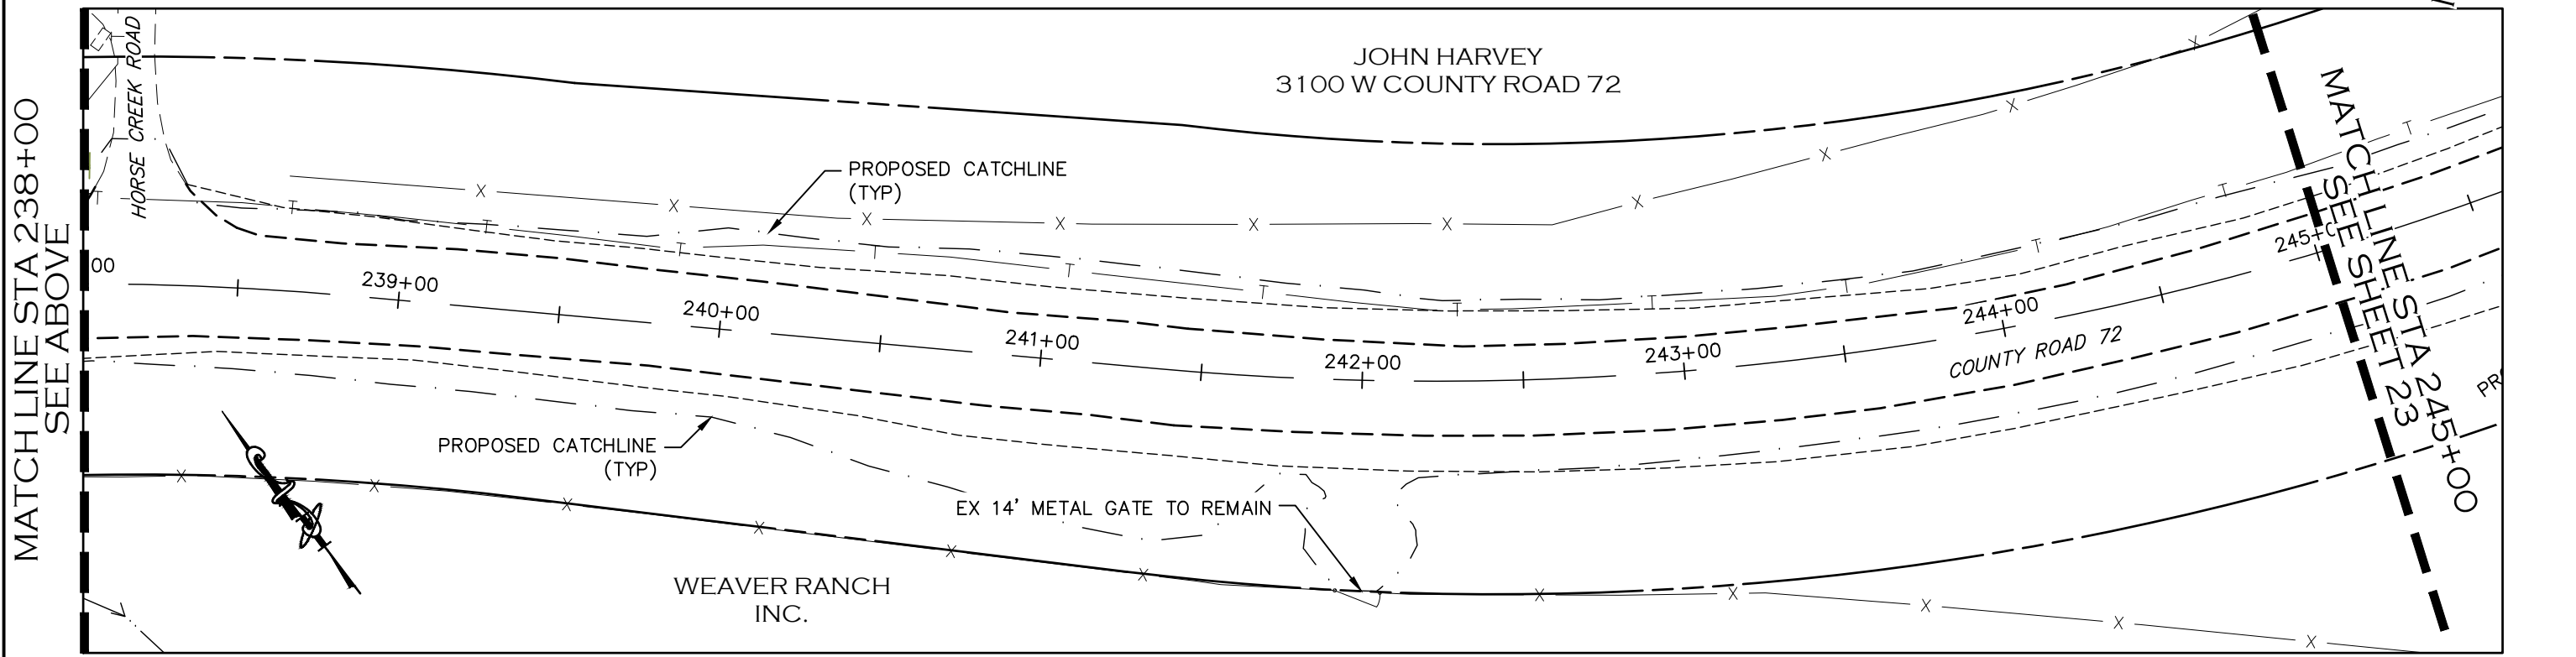 MATCH LINE STA 238+00
SEE ABOVE
HORSE CREEK ROAD
JOHN HARVEY
3100 W COUNTY ROAD 72
PROPOSED CATCHLINE
(TYP)
00
239+00
240+00
241+00
242+00
243+00
244+00
245+0
COUNTY ROAD 72
PROPOSED CATCHLINE
(TYP)
EX 14' METAL GATE TO REMAIN
WEAVER RANCH
INC.
MATCH LINE STA 245+00
SEE SHEET 23